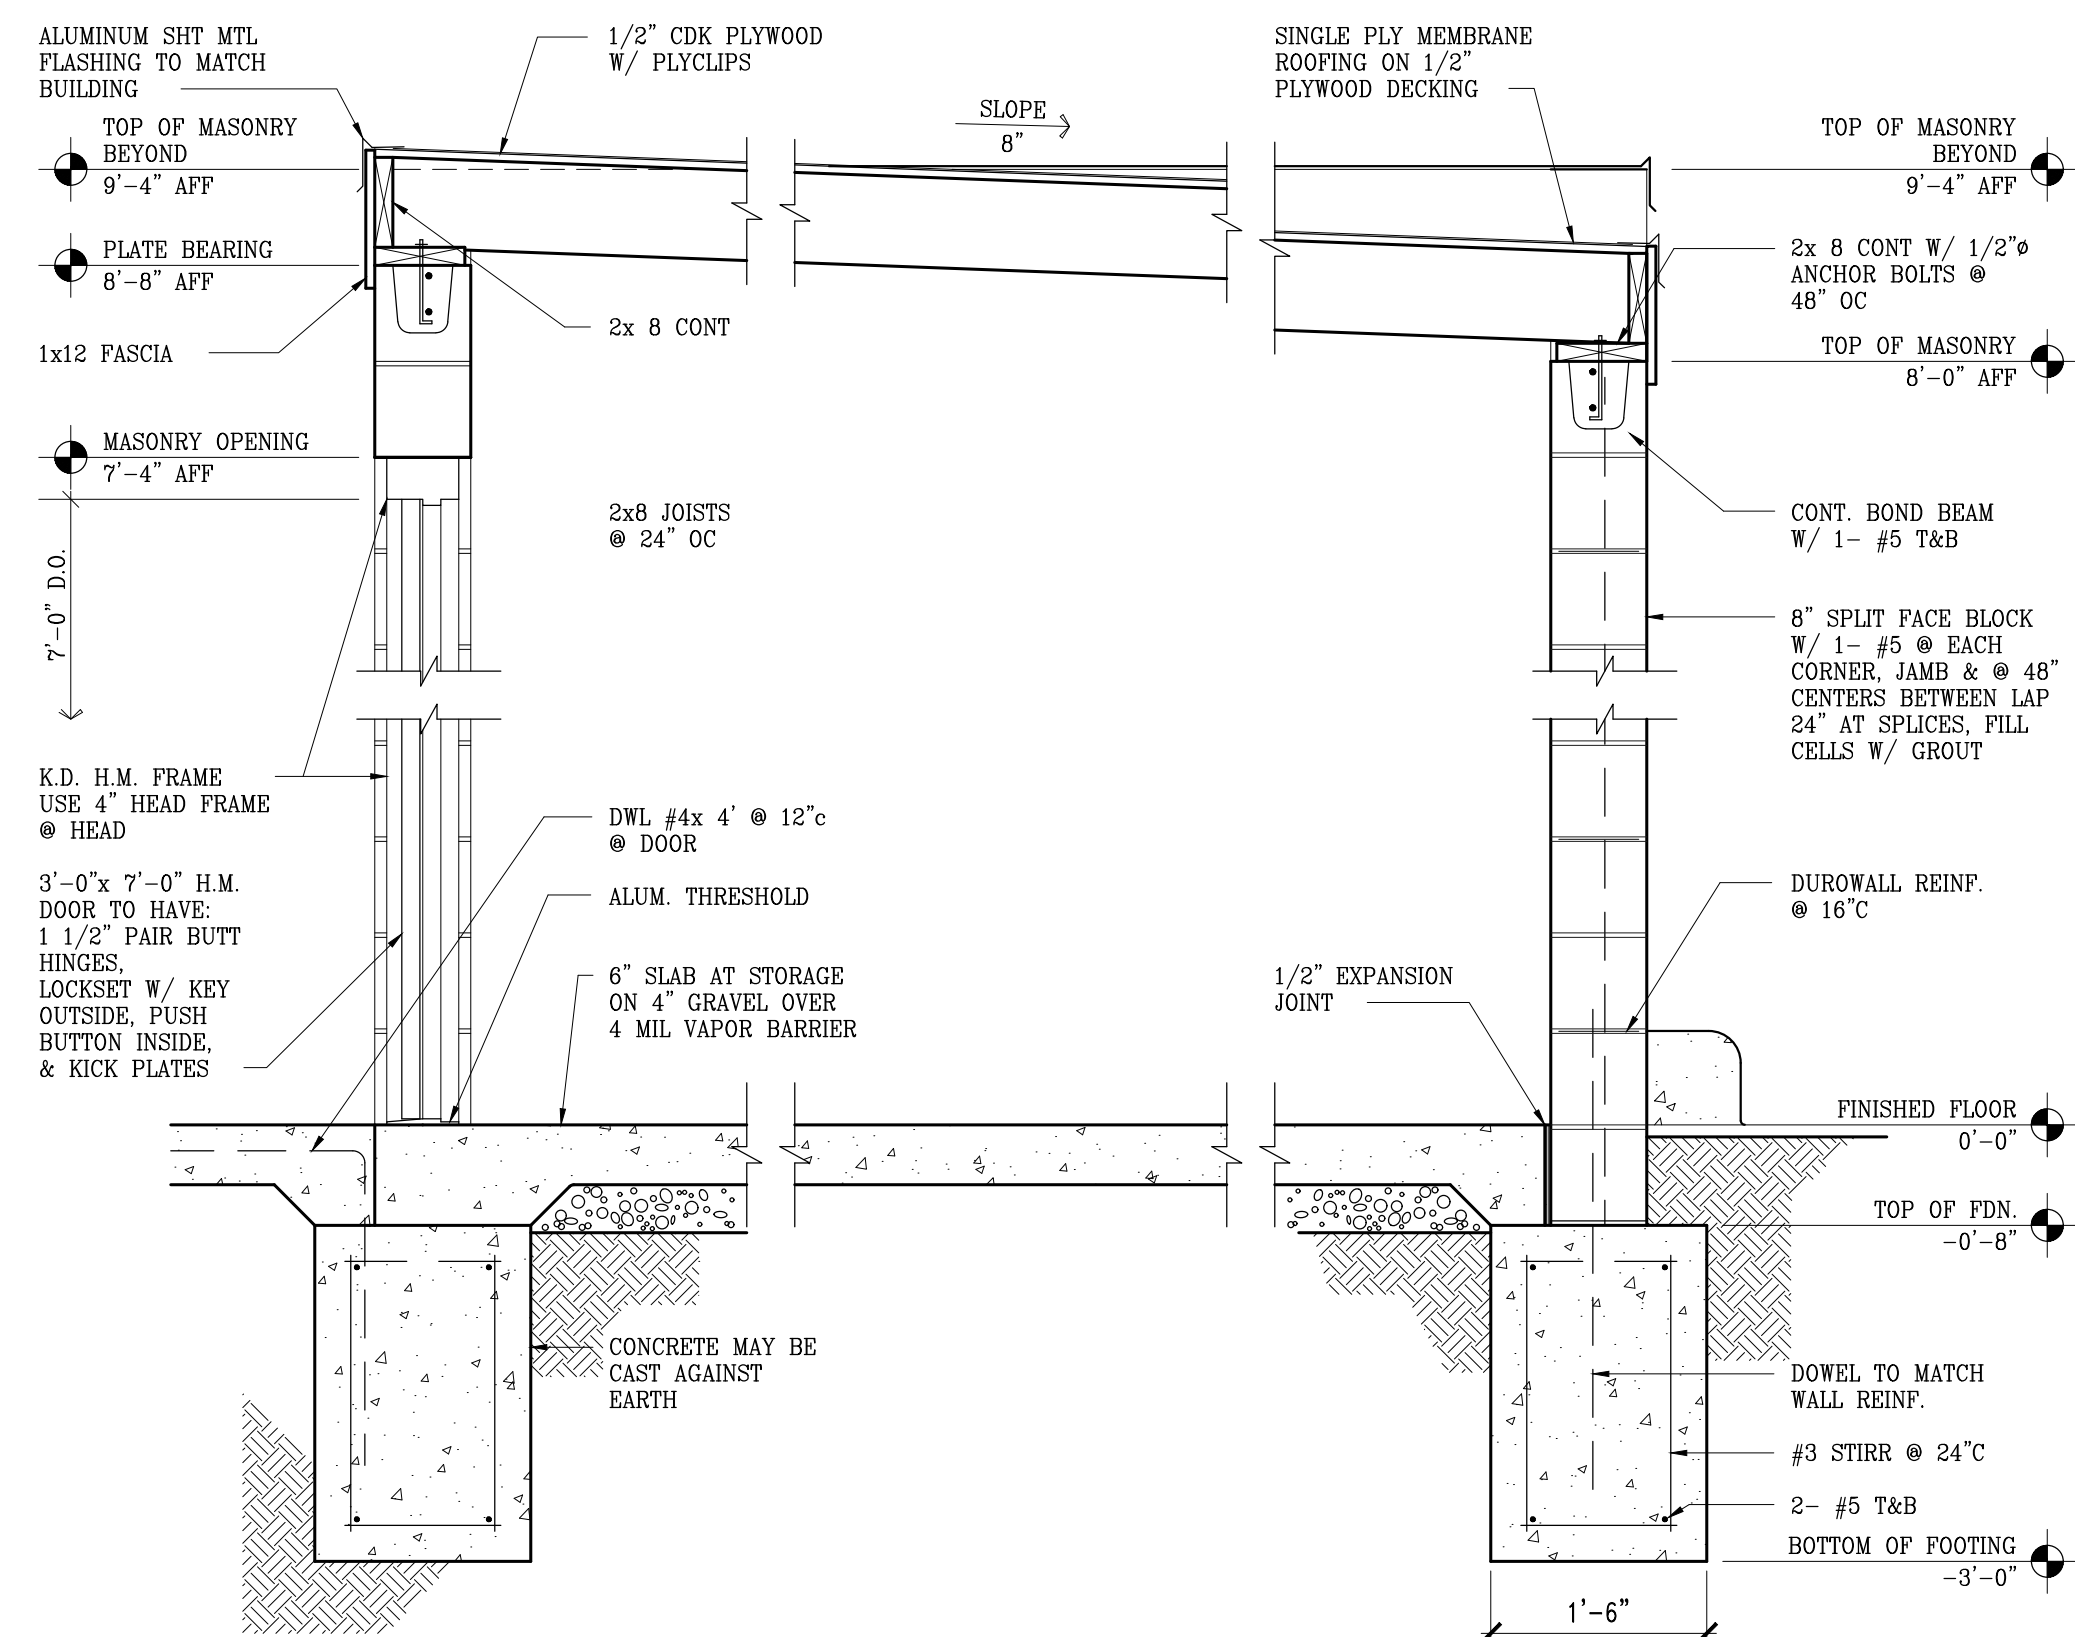 ALUMINUM SHT MTL
FLASHING TO MATCH
BUILDING
TOP OF MASONRY
BEYOND
9'-4" AFF
PLATE BEARING
8'-8" AFF
1x12 FASCIA
MASONRY OPENING
7'-4" AFF
7'-0" D.O.
K.D. H.M. FRAME
USE 4" HEAD FRAME
@ HEAD
3'-0"x 7'-0" H.M.
DOOR TO HAVE:
1 1/2" PAIR BUTT
HINGES,
LOCKSET W/ KEY
OUTSIDE, PUSH
BUTTON INSIDE,
& KICK PLATES
1/2" CDK PLYWOOD
W/ PLYCLIPS
SLOPE
8"
2x 8 CONT
2x8 JOISTS
@ 24" OC
DWL #4x 4' @ 12"c
@ DOOR
ALUM. THRESHOLD
6" SLAB AT STORAGE
ON 4" GRAVEL OVER
4 MIL VAPOR BARRIER
CONCRETE MAY BE
CAST AGAINST
EARTH
SINGLE PLY MEMBRANE
ROOFING ON 1/2"
PLYWOOD DECKING
1/2" EXPANSION
JOINT
TOP OF MASONRY
BEYOND
9'-4" AFF
2x 8 CONT W/ 1/2"ø
ANCHOR BOLTS @
48" OC
TOP OF MASONRY
8'-0" AFF
CONT. BOND BEAM
W/ 1- #5 T&B
8" SPLIT FACE BLOCK
W/ 1- #5 @ EACH
CORNER, JAMB & @ 48"
CENTERS BETWEEN LAP
24" AT SPLICES, FILL
CELLS W/ GROUT
DUROWALL REINF.
@ 16"C
FINISHED FLOOR
0'-0"
TOP OF FDN.
-0'-8"
DOWEL TO MATCH
WALL REINF.
#3 STIRR @ 24"C
2- #5 T&B
BOTTOM OF FOOTING
-3'-0"
1'-6"